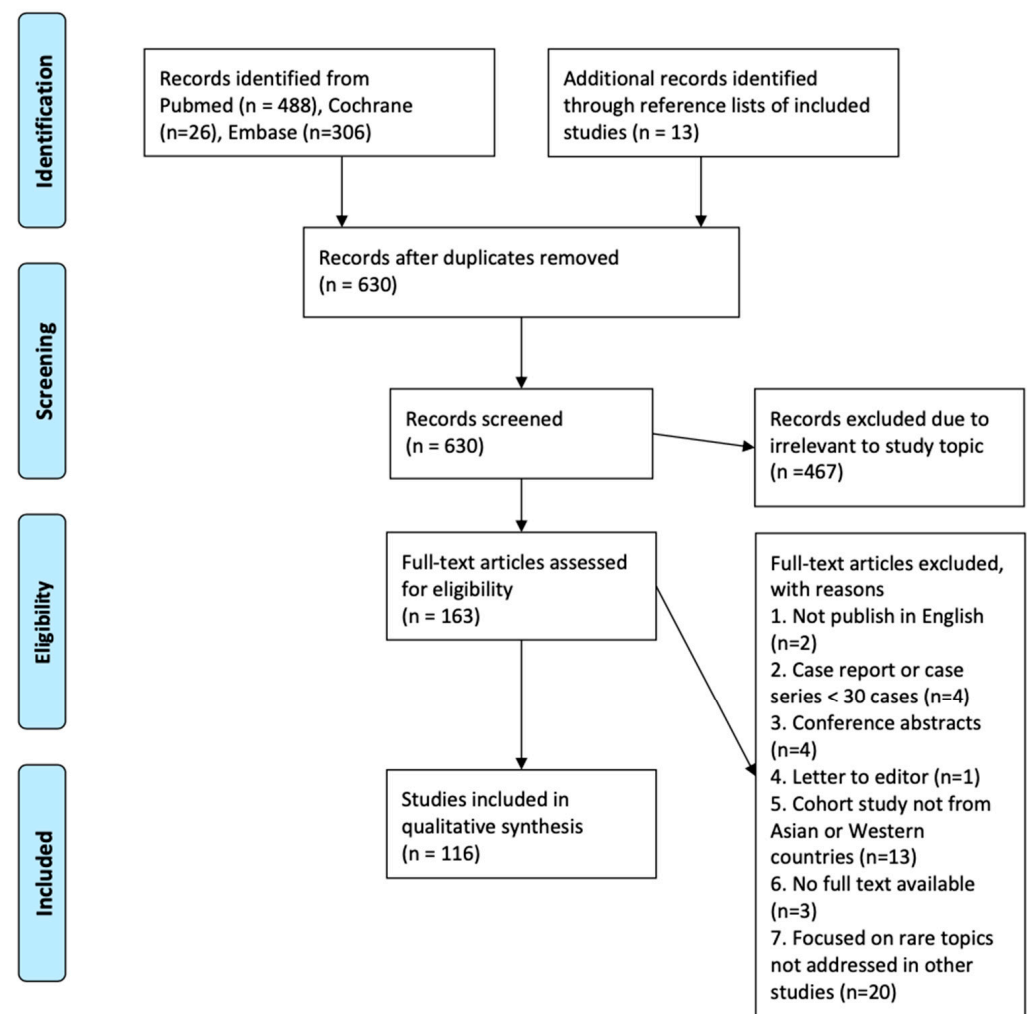 Identification
Records identified from
Pubmed (n = 488), Cochrane
(n=26), Embase (n=306)
Additional records identified
through reference lists of included
studies (n = 13)
Records after duplicates removed
(n = 630)
Screening
Records screened
(n = 630)
Records excluded due to
irrelevant to study topic
(n =467)
Eligibility
Full-text articles assessed
for eligibility
(n = 163)
Full-text articles excluded,
with reasons
1. Not publish in English
(n=2)
2. Case report or case
series < 30 cases (n=4)
3. Conference abstracts
(n=4)
4. Letter to editor (n=1)
5. Cohort study not from
Asian or Western
countries (n=13)
6. No full text available
(n=3)
7. Focused on rare topics
not addressed in other
studies (n=20)
Included
Studies included in
qualitative synthesis
(n = 116)